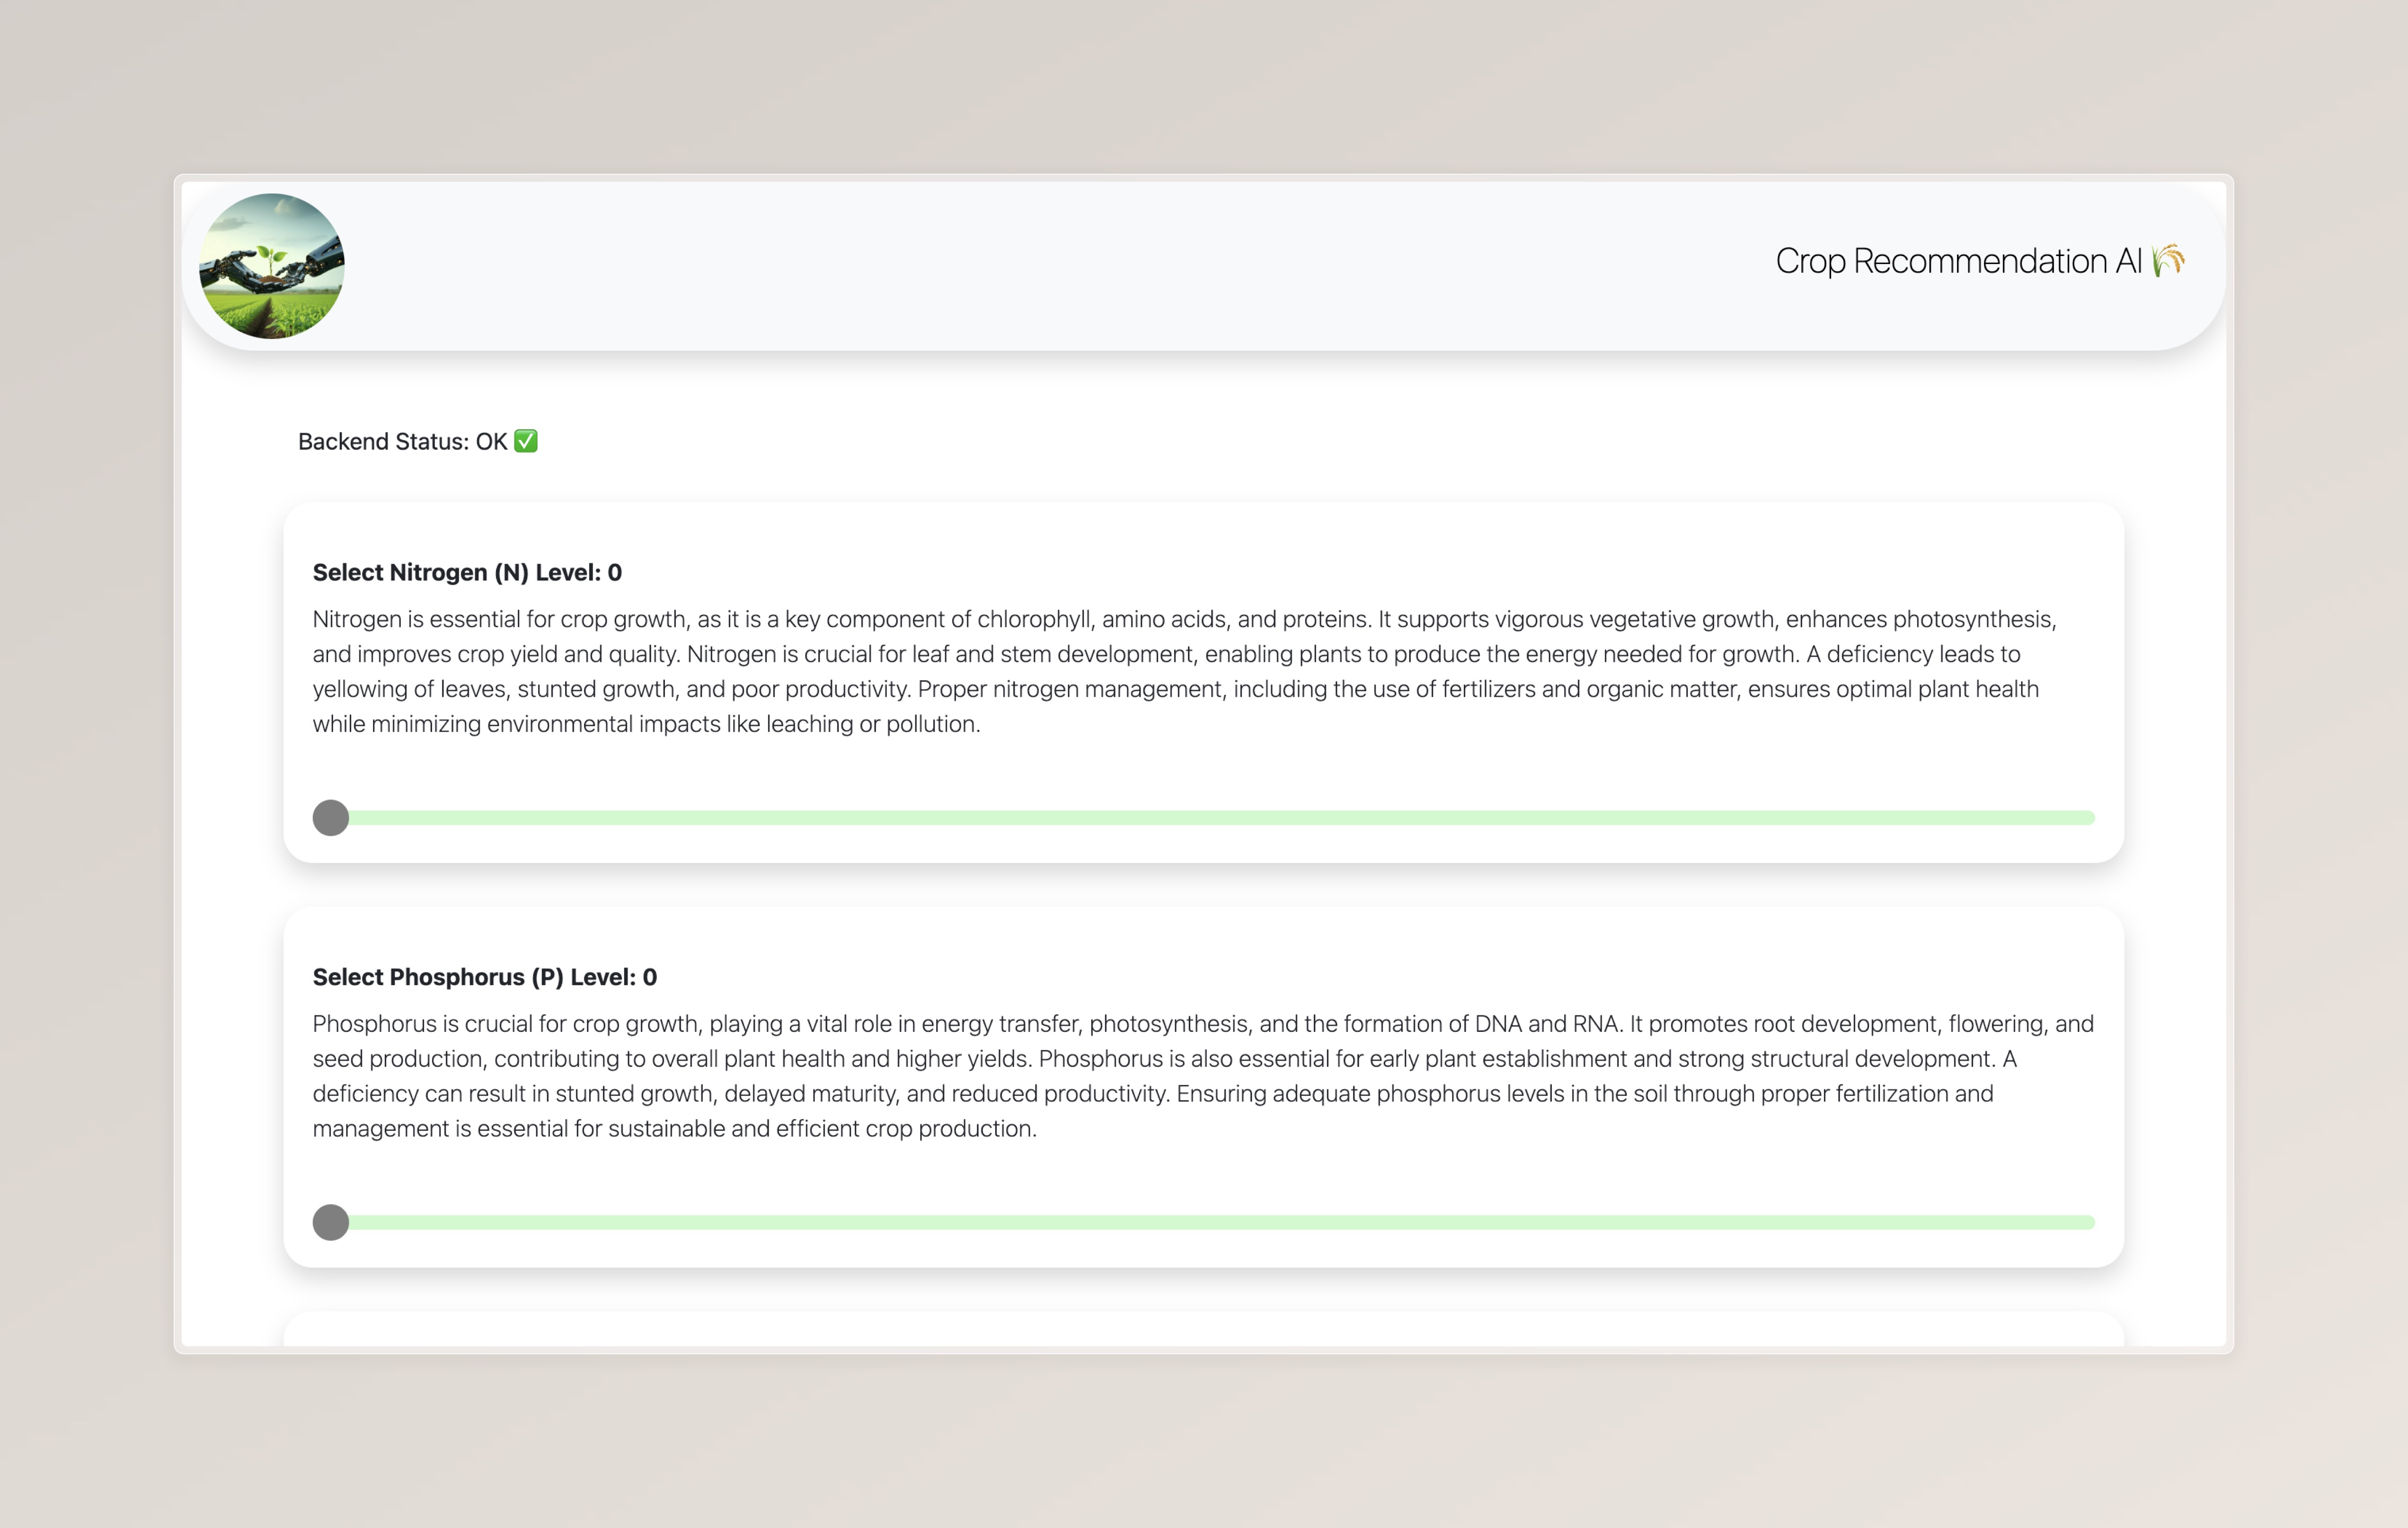 Crop Recommendation AI 🌾
Backend Status: OK ✅
Select Nitrogen (N) Level: 0
Nitrogen is essential for crop growth, as it is a key component of chlorophyll, amino acids, and proteins. It supports vigorous vegetative growth, enhances photosynthesis,
and improves crop yield and quality. Nitrogen is crucial for leaf and stem development, enabling plants to produce the energy needed for growth. A deficiency leads to
yellowing of leaves, stunted growth, and poor productivity. Proper nitrogen management, including the use of fertilizers and organic matter, ensures optimal plant health
while minimizing environmental impacts like leaching or pollution.
Select Phosphorus (P) Level: 0
Phosphorus is crucial for crop growth, playing a vital role in energy transfer, photosynthesis, and the formation of DNA and RNA. It promotes root development, flowering, and
seed production, contributing to overall plant health and higher yields. Phosphorus is also essential for early plant establishment and strong structural development. A
deficiency can result in stunted growth, delayed maturity, and reduced productivity. Ensuring adequate phosphorus levels in the soil through proper fertilization and
management is essential for sustainable and efficient crop production.